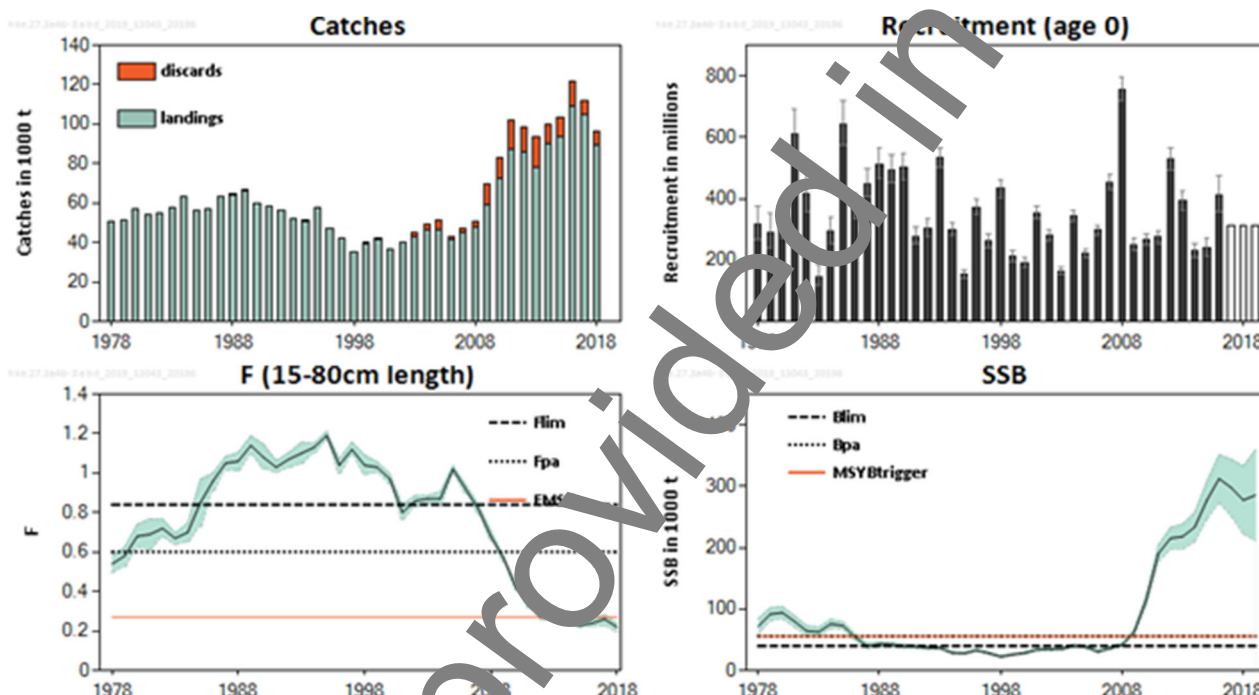 Catches
140
120
100
80
60
40
20
0
Catches in 1000 t
discards
landings
1978
1988
1998
2008
2018
Recruitment (age 0)
800
600
400
200
Recruitment in millions
1988
1998
2008
2018
F (15-80cm length)
1.4
1.2
1
0.8
0.6
0.4
0.2
0
F
Flim
Fpa
1978
1988
1998
2008
2018
SSB
300
200
100
0
SSB in 1000 t
Blim
Bpa
MSYBtrigger
1978
1988
1998
2008
2018
provided in